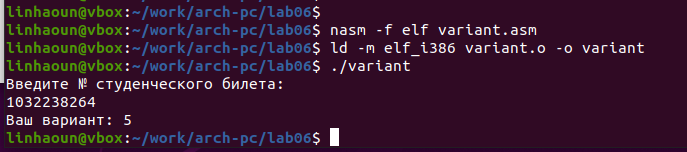 linhaoun@vbox:~/work/arch-pc/lab06$
linhaoun@vbox:~/work/arch-pc/lab06$ nasm -f elf variant.asm
linhaoun@vbox:~/work/arch-pc/lab06$ ld -m elf_i386 variant.o -o variant
linhaoun@vbox:~/work/arch-pc/lab06$ ./variant
Введите № студенческого билета:
1032238264
Ваш вариант: 5
linhaoun@vbox:~/work/arch-pc/lab06$